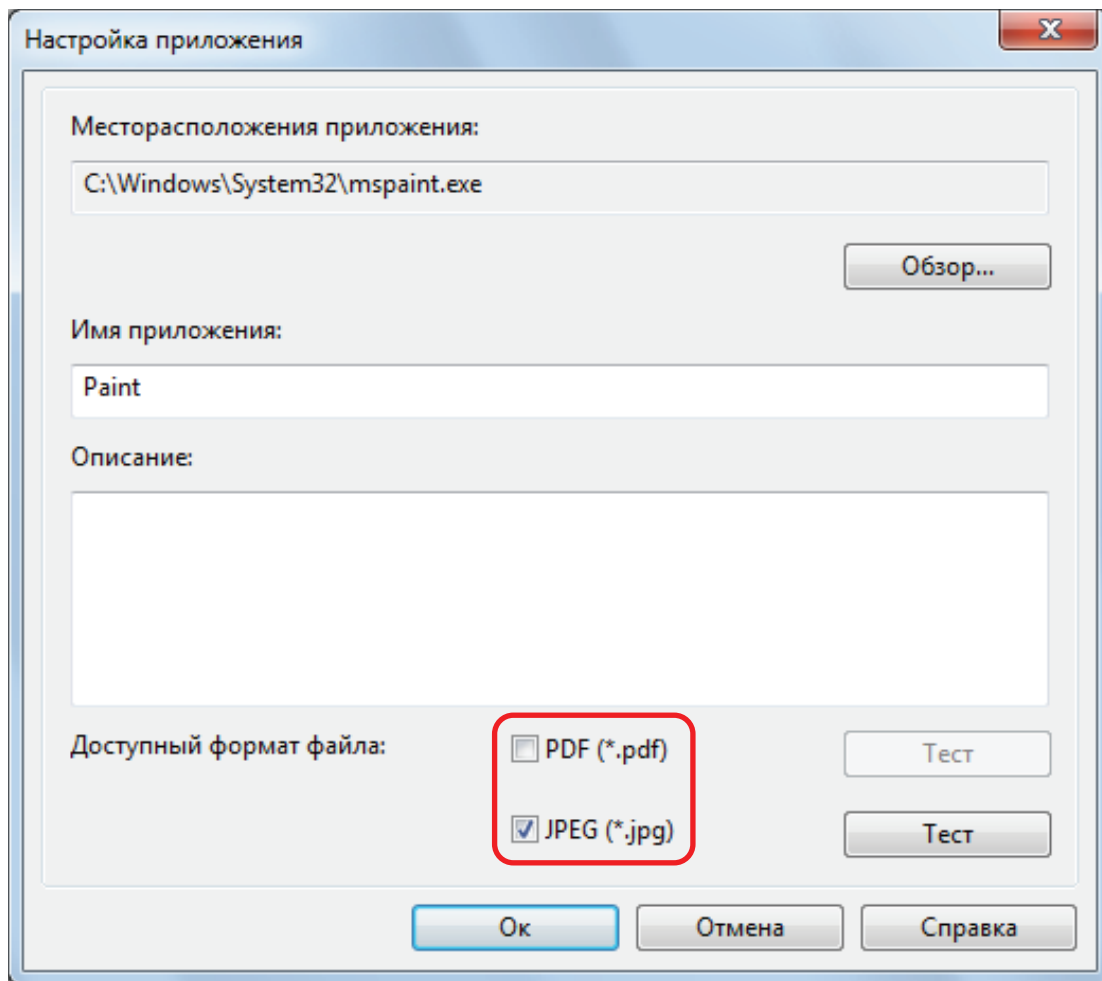 Настройка приложения
Месторасположения приложения:
C:\Windows\System32\mspaint.exe
Обзор...
Имя приложения:
Paint
Описание:
Доступный формат файла:
PDF (*.pdf)
Тест
JPEG (*.jpg)
Тест
Ок
Отмена
Справка